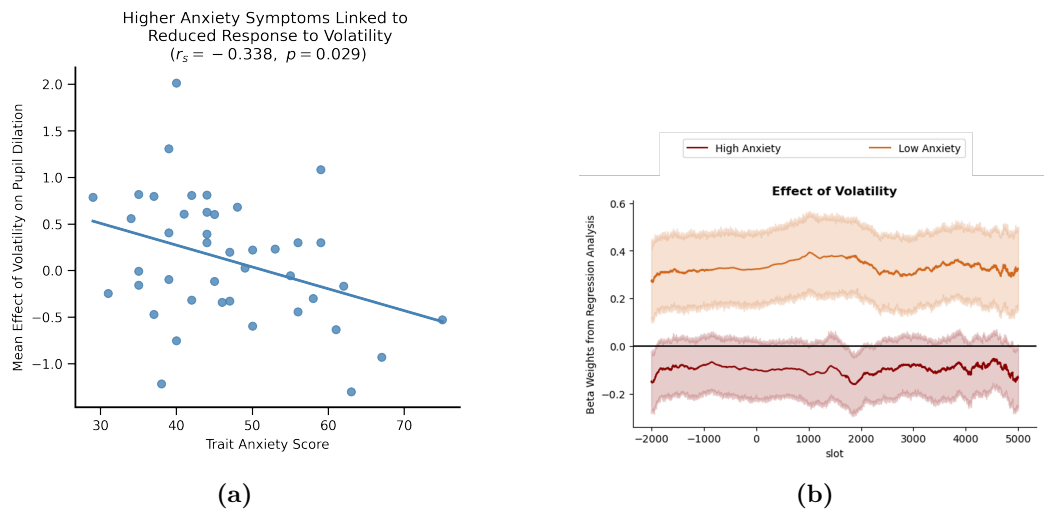 Higher Anxiety Symptoms Linked to
Reduced Response to Volatility
(rₛ = −0.338, p = 0.029)
Mean Effect of Volatility on Pupil Dilation
2.0
1.5
1.0
0.5
0.0
−0.5
−1.0
30 40 50 60 70
Trait Anxiety Score
(a)
High Anxiety Low Anxiety
Effect of Volatility
Beta Weights from Regression Analysis
0.6
0.4
0.2
0.0
−0.2
−2000 −1000 0 1000 2000 3000 4000 5000
slot
(b)